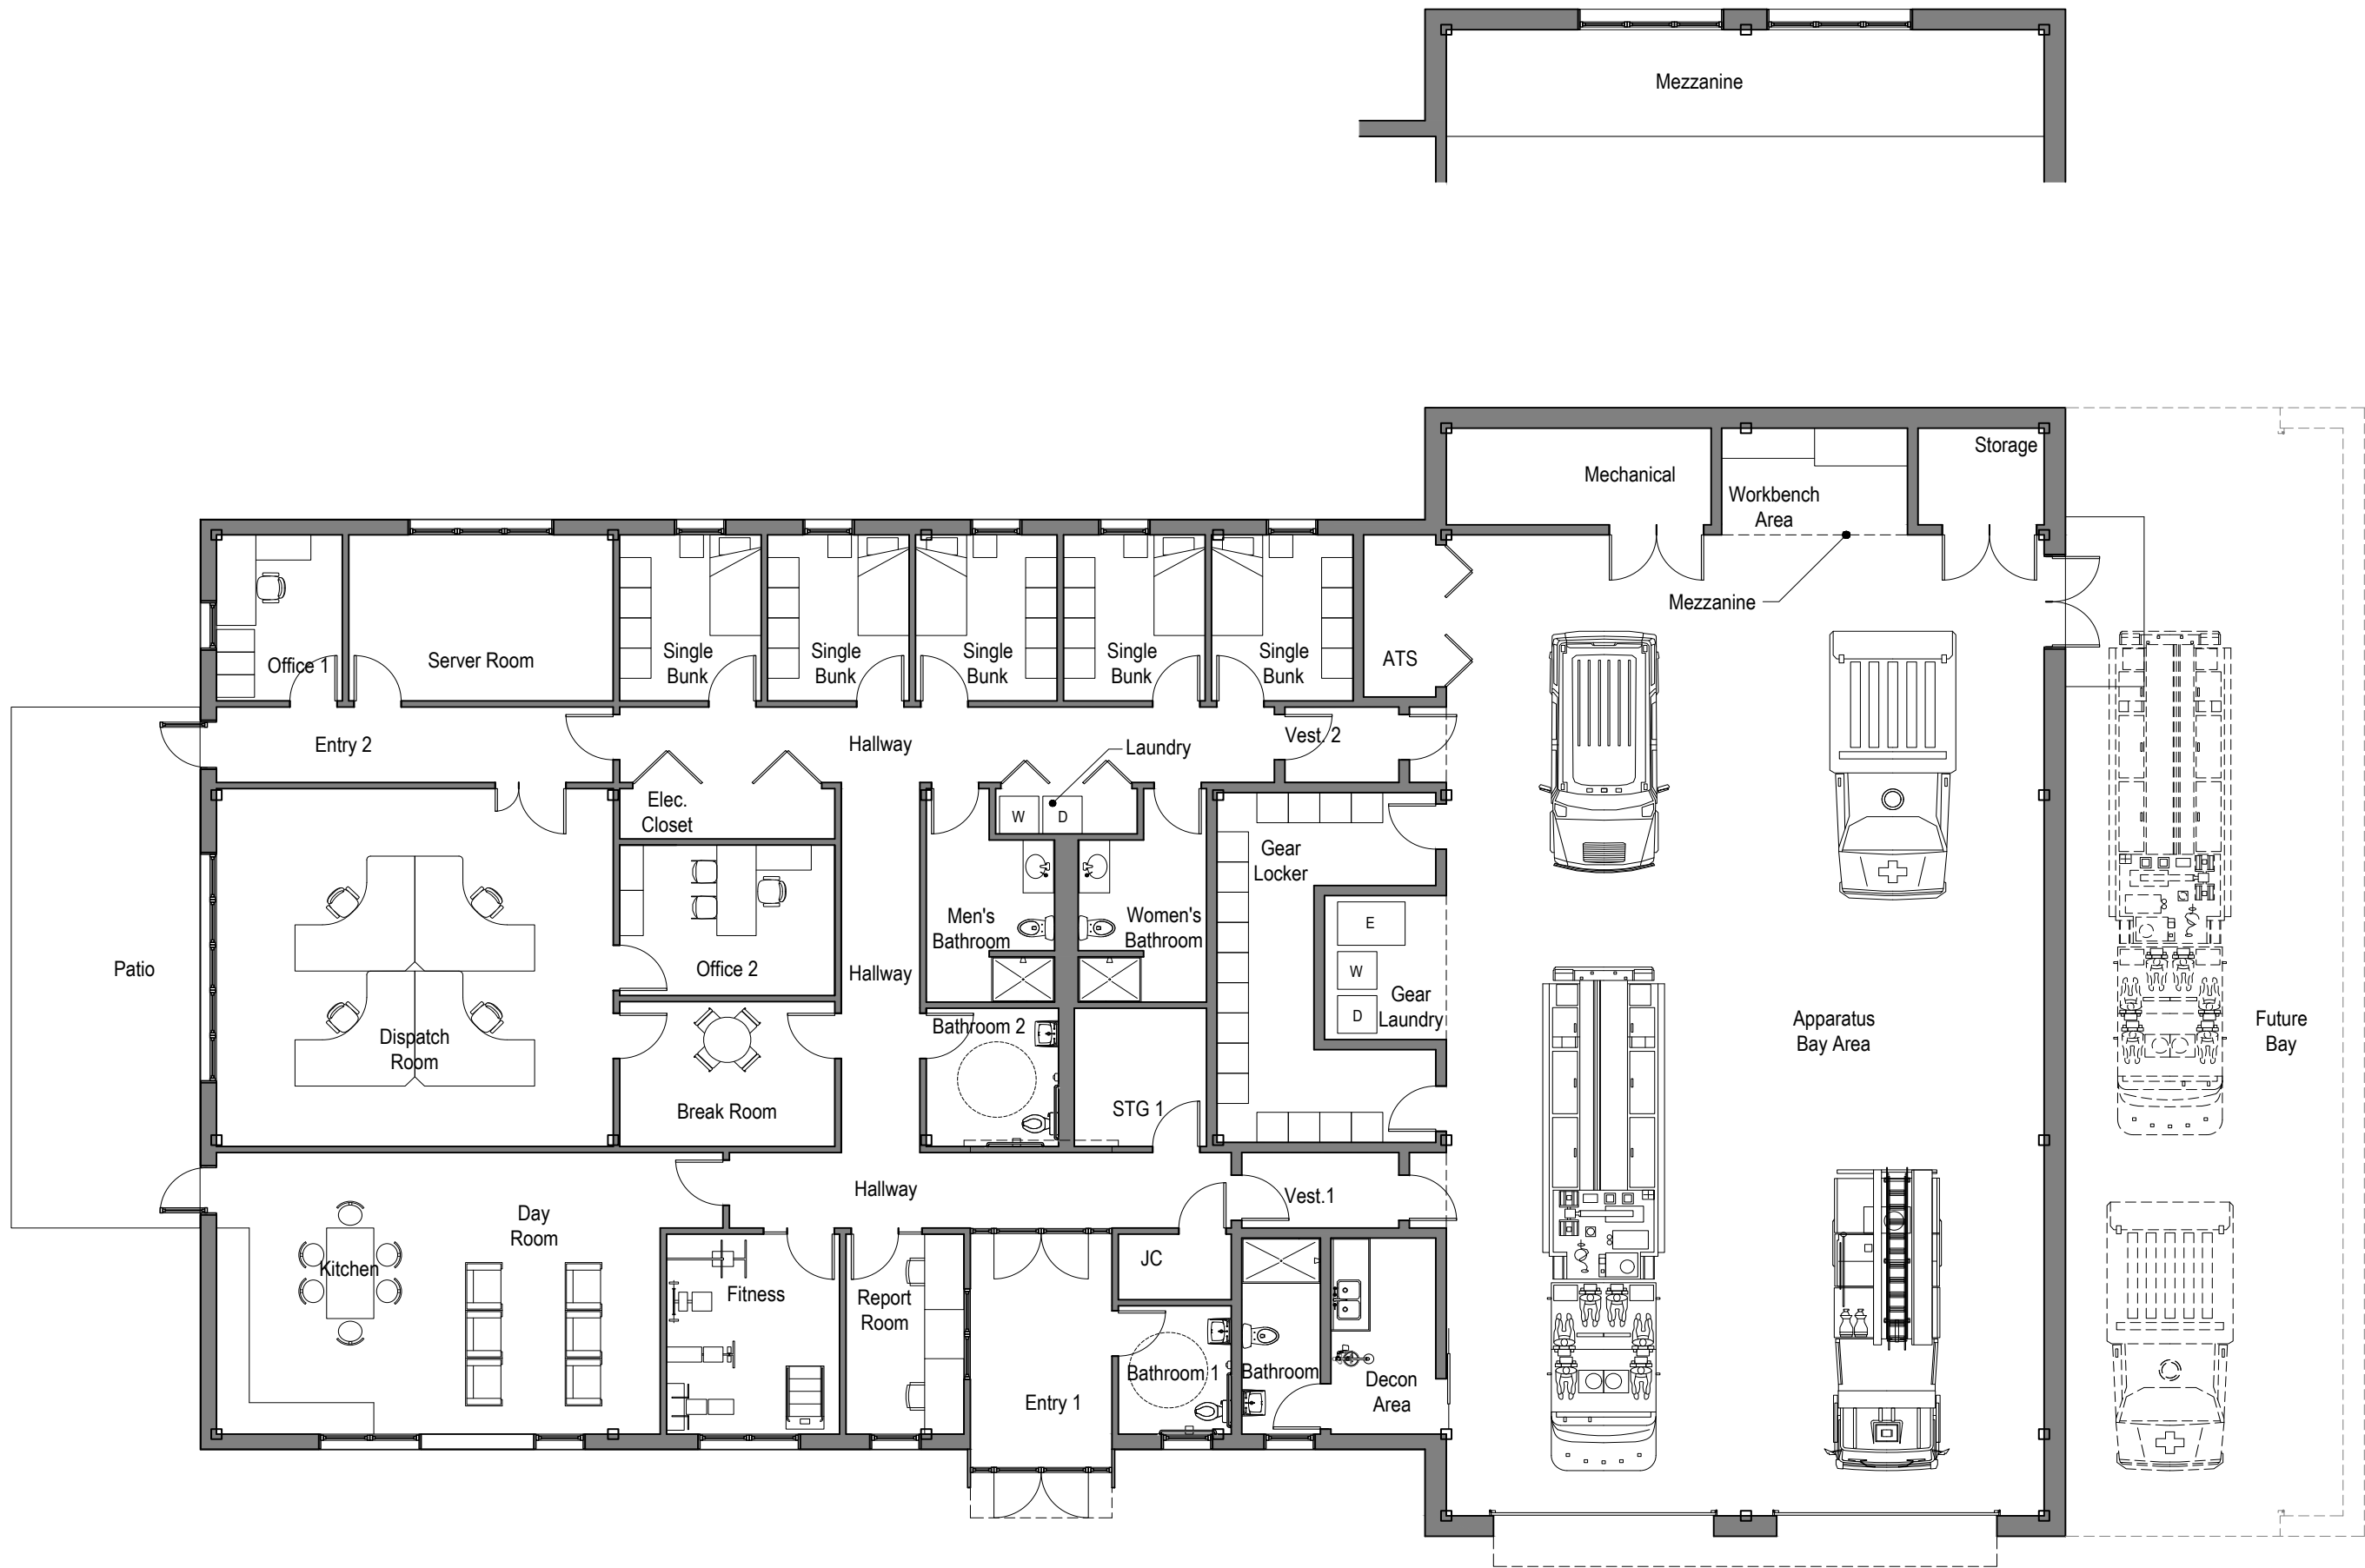 Mezzanine
Storage
Mechanical
Workbench
Area
Mezzanine
Office 1
Server Room
Single
Bunk
Single
Bunk
Single
Bunk
Single
Bunk
Single
Bunk
ATS
Entry 2
Hallway
Laundry
Vest. 2
Elec.
Closet
W
D
Gear
Locker
Men's
Bathroom
Women's
Bathroom
E
W
D
Gear
Laundry
Patio
Office 2
Hallway
Dispatch
Room
Bathroom 2
Break Room
STG 1
Apparatus
Bay Area
Future
Bay
Hallway
Vest.1
Day
Room
Kitchen
Fitness
Report
Room
JC
Entry 1
Bathroom 1
Bathroom
Decon
Area